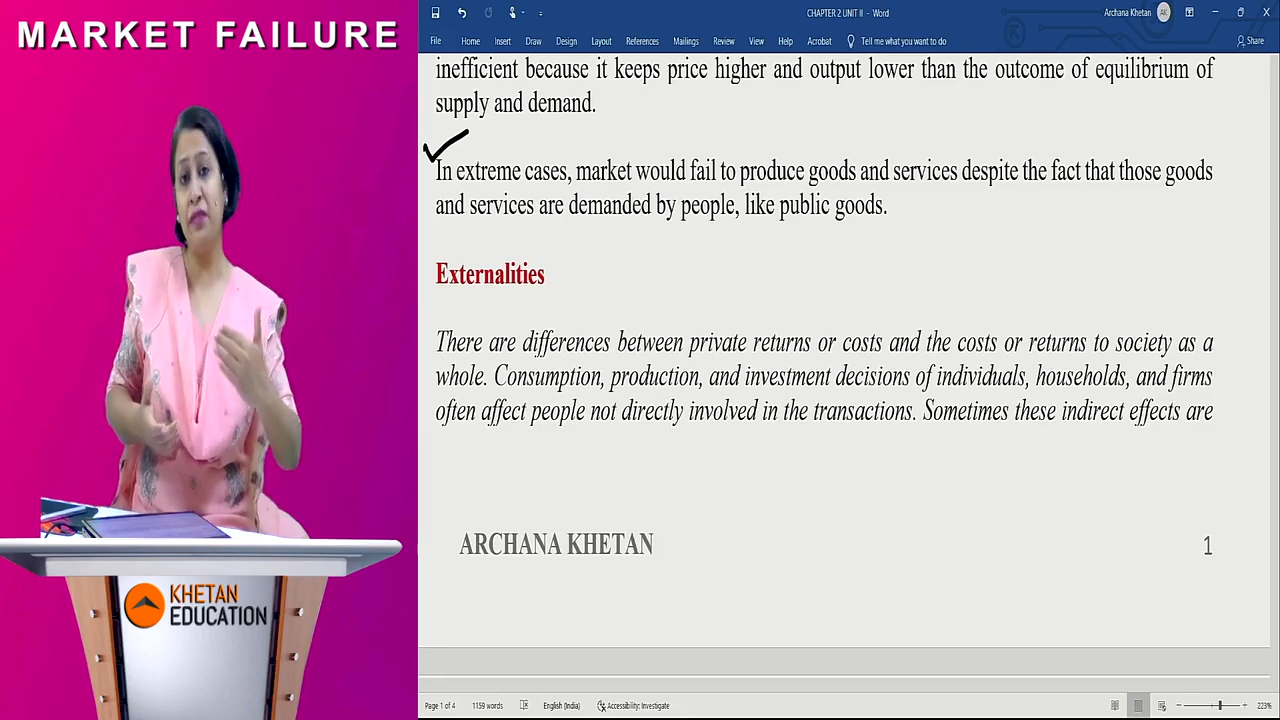 MARKET FAILURE
CHAPTER 2 UNIT II - Word
Archana Khetan
AK
File Home Insert Draw Design Layout References Mailings Review View Help Acrobat Tell me what you want to do
Share
inefficient because it keeps price higher and output lower than the outcome of equilibrium of
supply and demand.
In extreme cases, market would fail to produce goods and services despite the fact that those goods
and services are demanded by people, like public goods.
Externalities
There are differences between private returns or costs and the costs or returns to society as a
whole. Consumption, production, and investment decisions of individuals, households, and firms
often affect people not directly involved in the transactions. Sometimes these indirect effects are
ARCHANA KHETAN
1
KHETAN
EDUCATION
Page 1 of 4 1159 words English (India) Accessibility: Investigate
223%